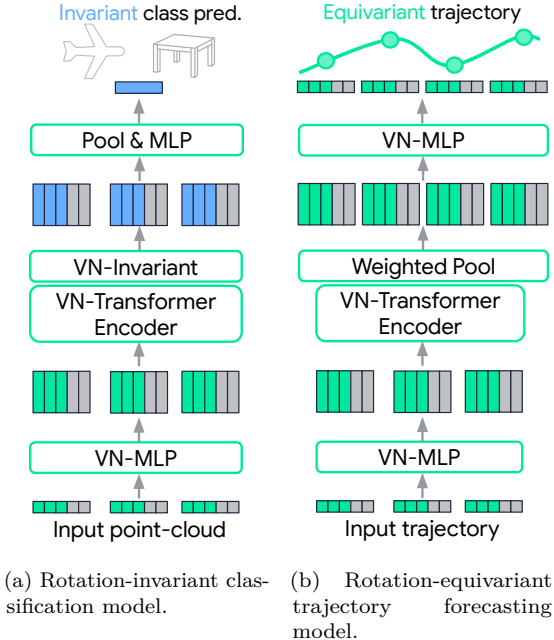 Invariant class pred.
Pool & MLP
VN-Invariant
VN-Transformer
Encoder
VN-MLP
Input point-cloud
(a) Rotation-invariant clas-
sification model.
Equivariant trajectory
VN-MLP
Weighted Pool
VN-Transformer
Encoder
VN-MLP
Input trajectory
(b) Rotation-equivariant
trajectory forecasting
model.